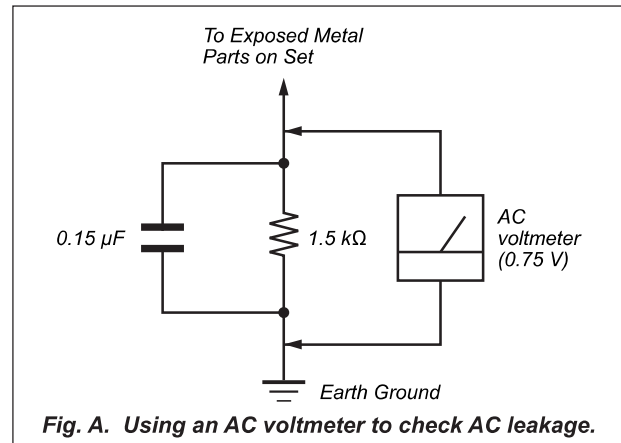 To Exposed Metal
Parts on Set
0.15 μF
1.5 kΩ
AC
voltmeter
(0.75 V)
Earth Ground
Fig. A. Using an AC voltmeter to check AC leakage.